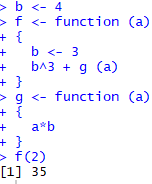 > b <- 4
> f <- function (a)
+ {
+   b <- 3
+   b^3 + g (a)
+ }
> g <- function (a)
+ {
+   a*b
+ }
> f(2)
[1] 35